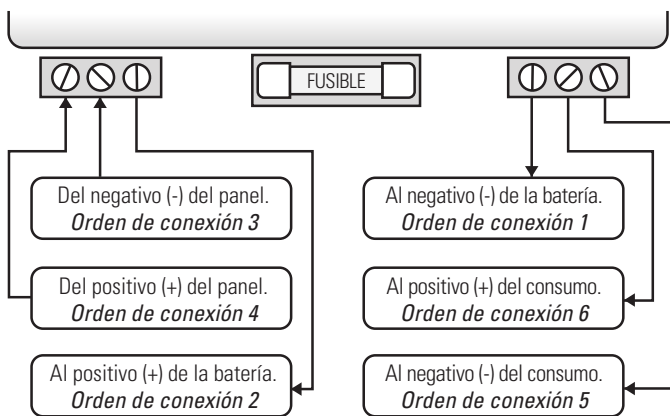 FUSIBLE
Del negativo (-) del panel.
Orden de conexión 3
Al negativo (-) de la batería.
Orden de conexión 1
Del positivo (+) del panel.
Orden de conexión 4
Al positivo (+) del consumo.
Orden de conexión 6
Al positivo (+) de la batería.
Orden de conexión 2
Al negativo (-) del consumo.
Orden de conexión 5